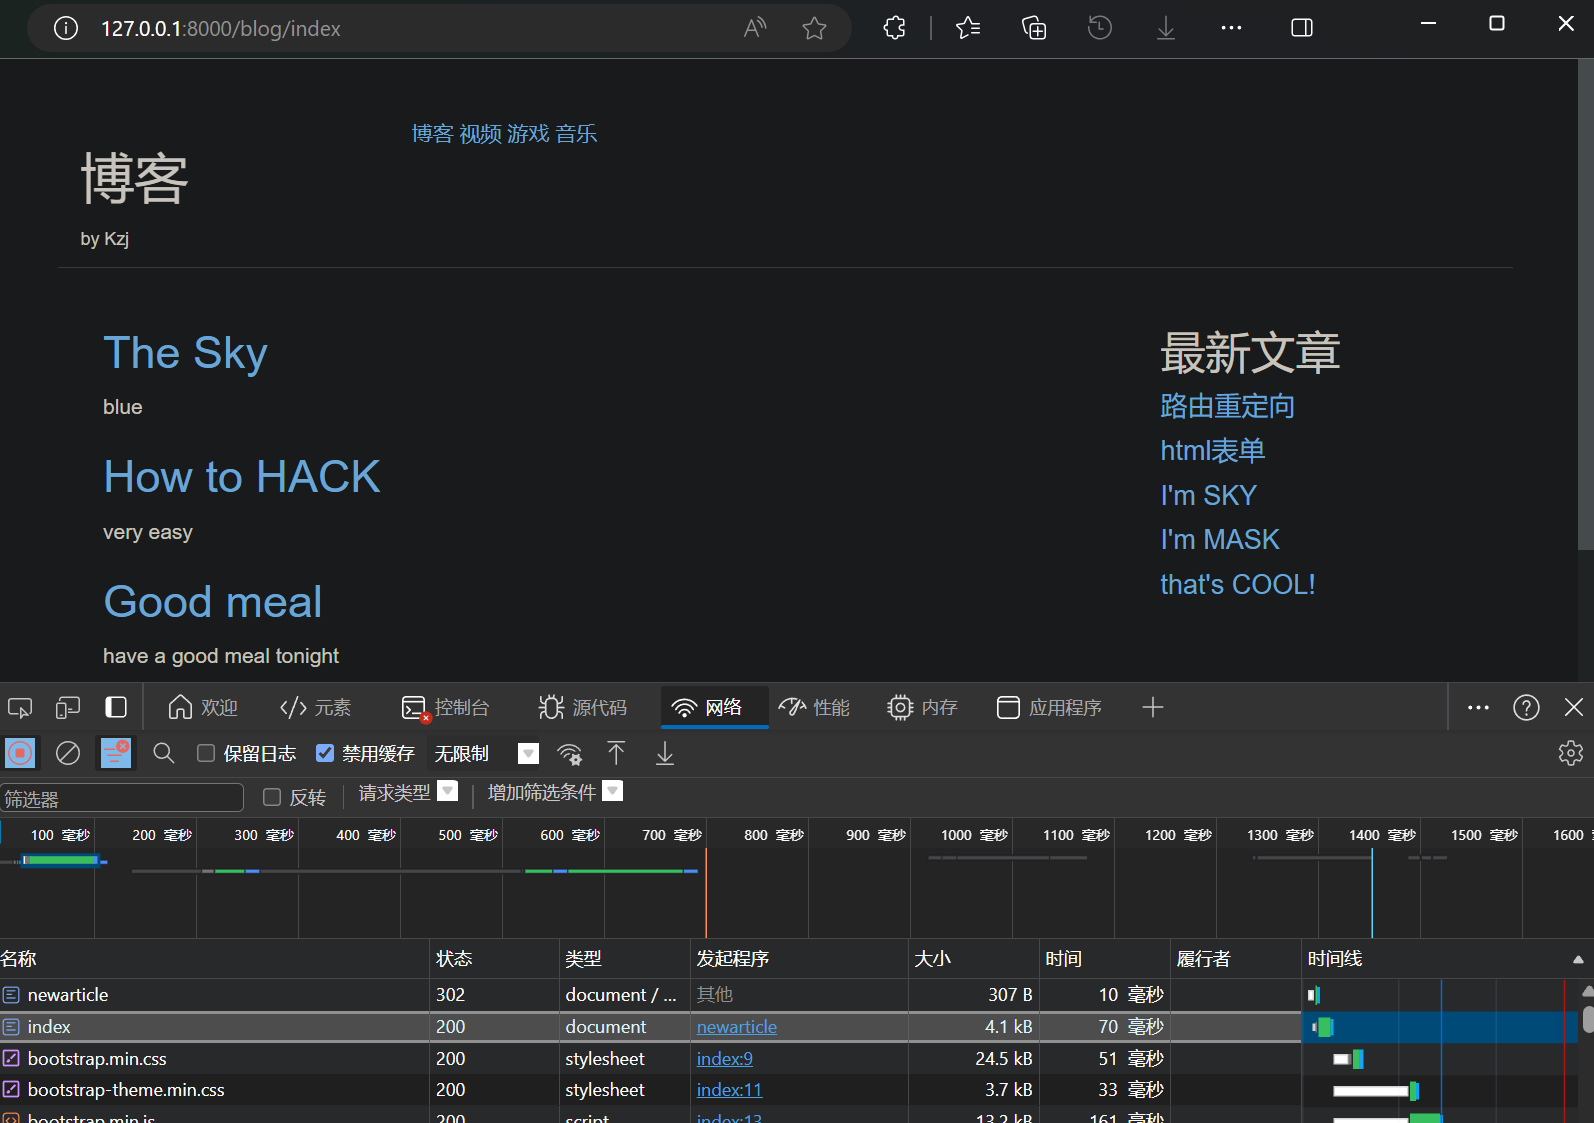 127.0.0.1:8000/blog/index
博客 视频 游戏 音乐
博客
by Kzj
The Sky
blue
How to HACK
very easy
Good meal
have a good meal tonight
最新文章
路由重定向
html表单
I'm SKY
I'm MASK
that's COOL!
欢迎 元素 控制台 源代码 网络 性能 内存 应用程序
保留日志 禁用缓存 无限制
筛选器 反转 请求类型 增加筛选条件
100 毫秒 200 毫秒 300 毫秒 400 毫秒 500 毫秒 600 毫秒 700 毫秒 800 毫秒 900 毫秒 1000 毫秒 1100 毫秒 1200 毫秒 1300 毫秒 1400 毫秒 1500 毫秒 1600
名称 状态 类型 发起程序 大小 时间 履行者 时间线
newarticle 302 document / ... 其他 307 B 10 毫秒
index 200 document newarticle 4.1 kB 70 毫秒
bootstrap.min.css 200 stylesheet index:9 24.5 kB 51 毫秒
bootstrap-theme.min.css 200 stylesheet index:11 3.7 kB 33 毫秒
bootstrap.min.js 200 script index:13 13.2 kB 161 毫秒